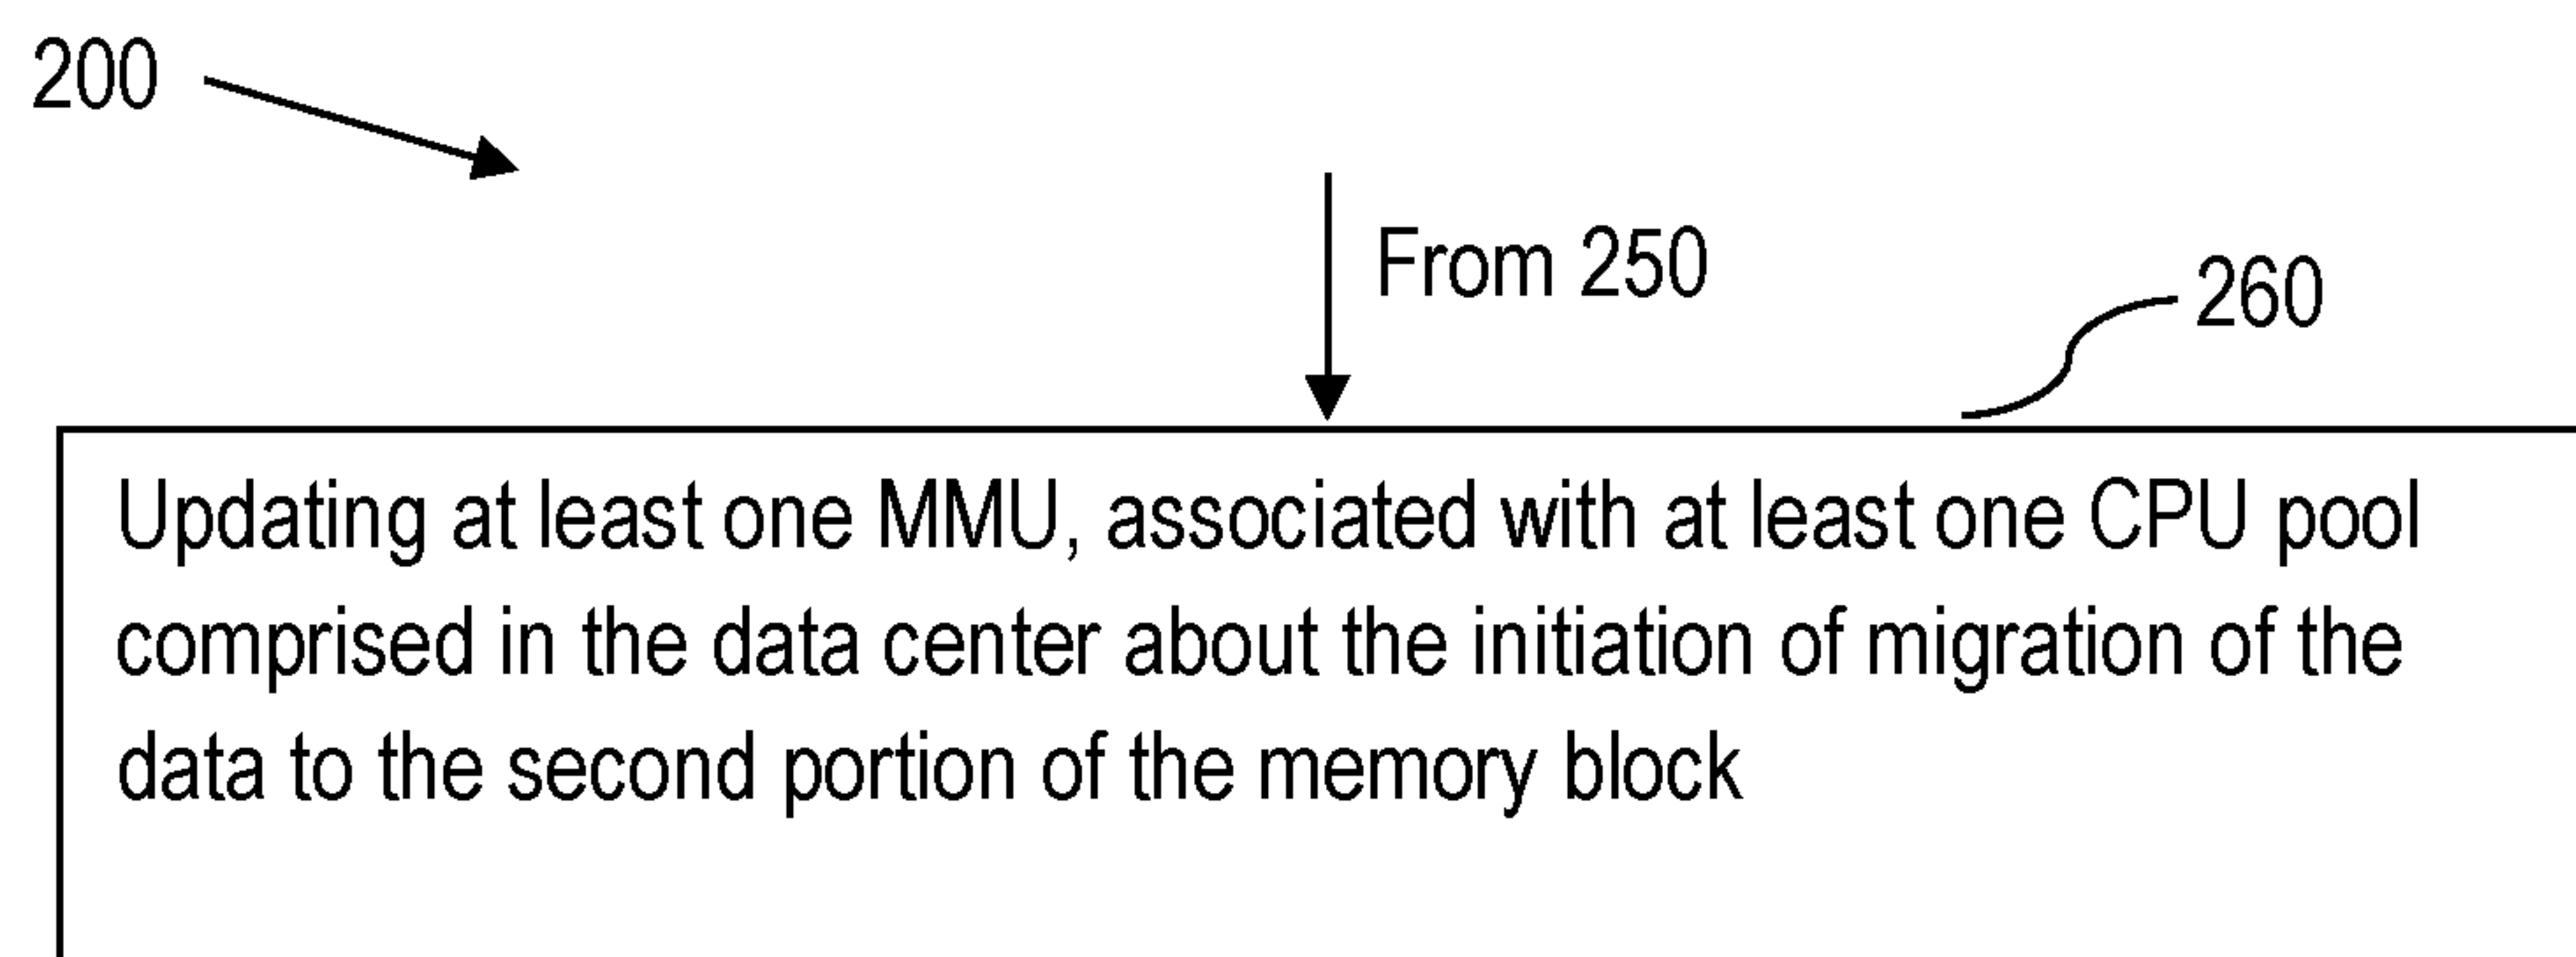 200
From 250
260
Updating at least one MMU, associated with at least one CPU pool
comprised in the data center about the initiation of migration of the
data to the second portion of the memory block